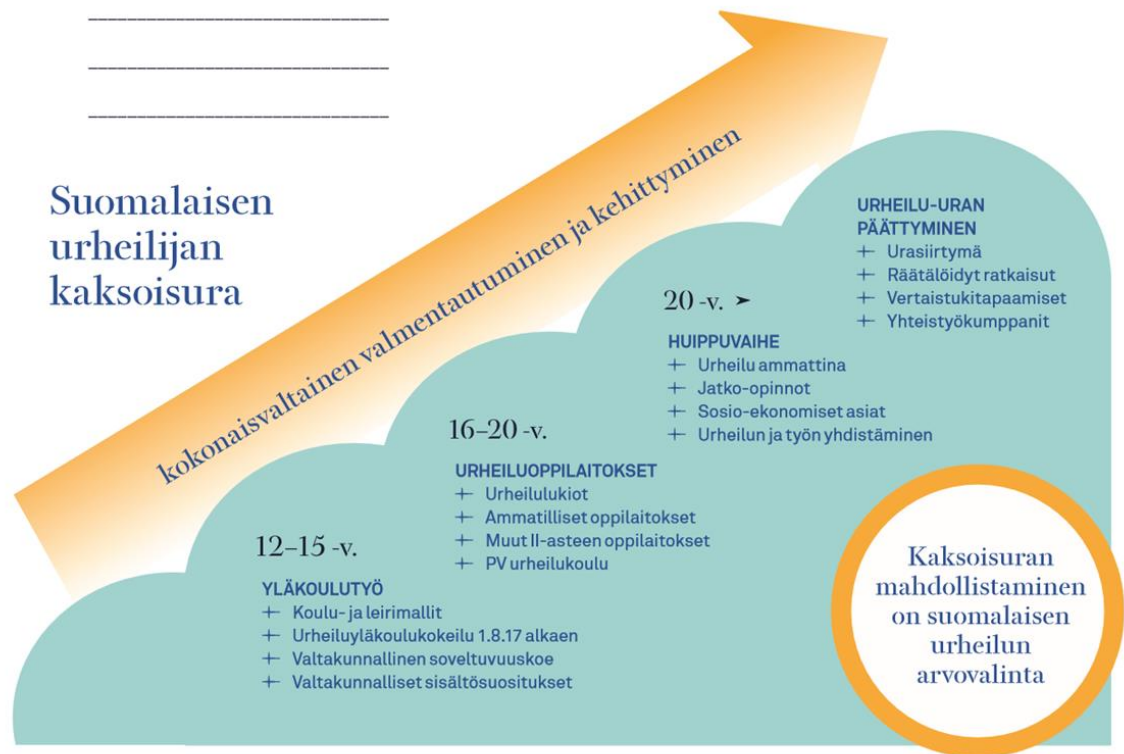 Suomalaisen
urheilijan
kaksoisura
kokonaisvaltainen valmentautuminen ja kehittyminen
12–15 -v.
YLÄKOULUTYÖ
+ Koulu- ja leirimallit
+ Urheiluyläkoulukokeilu 1.8.17 alkaen
+ Valtakunnallinen soveltuvuuskoe
+ Valtakunnalliset sisältösuositukset
16–20 -v.
URHEILUOPPILAITOKSET
+ Urheilulukiot
+ Ammatilliset oppilaitokset
+ Muut II-asteen oppilaitokset
+ PV urheilukoulu
20 -v. ➤
HUIPPUVAIHE
+ Urheilu ammattina
+ Jatko-opinnot
+ Sosio-ekonomiset asiat
+ Urheilun ja työn yhdistäminen
URHEILU-URAN
PÄÄTTYMINEN
+ Urasiirtymä
+ Räätälöidyt ratkaisut
+ Vertaistukitapaamiset
+ Yhteistyökumppanit
Kaksoisuran
mahdollistaminen
on suomalaisen
urheilun
arvovalinta